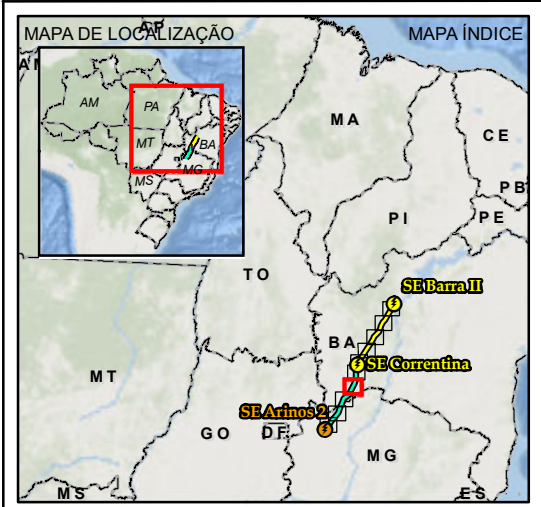 MAPA DE LOCALIZAÇÃO
MAPA ÍNDICE
AP
AM
PA
MT
BA
MG
MS
MA
CE
PB
PE
PI
TO
SE Barra II
BA
SE Correntina
MT
SE Arinos 2
GO
DF
MG
MS
ES